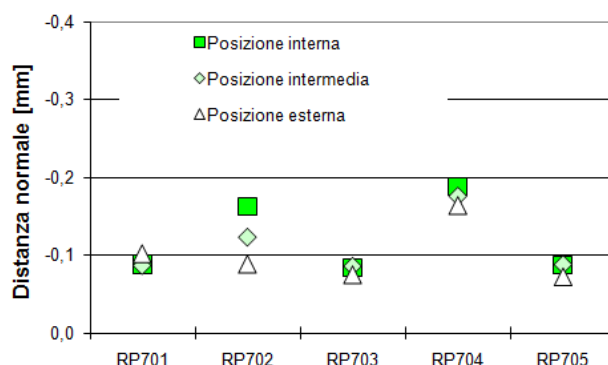 -0,4
-0,3
-0,2
-0,1
0,0
Distanza normale [mm]
Posizione interna
Posizione intermedia
Posizione esterna
RP701 RP702 RP703 RP704 RP705